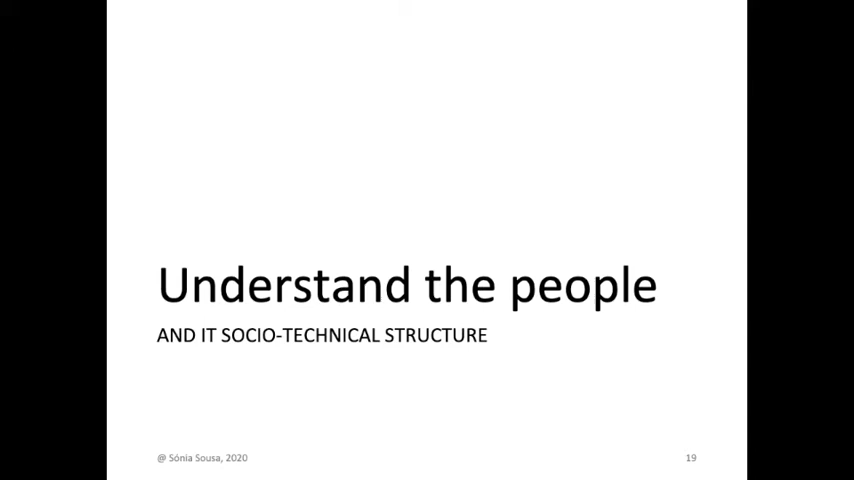 Understand the people
AND IT SOCIO-TECHNICAL STRUCTURE
@ Sónia Sousa, 2020
19